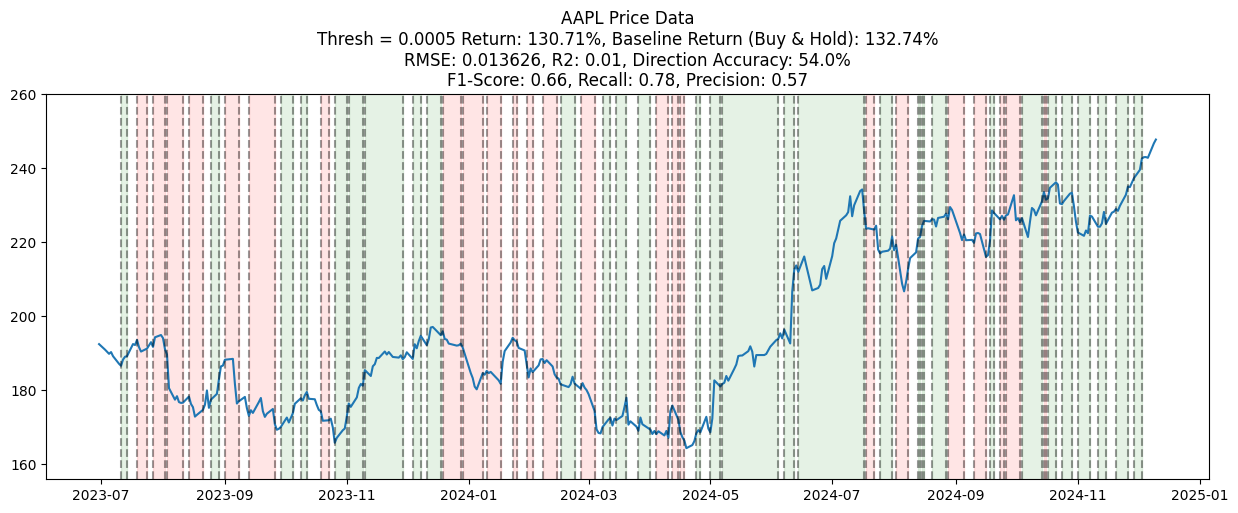 AAPL Price Data
Thresh = 0.0005 Return: 130.71%, Baseline Return (Buy & Hold): 132.74%
RMSE: 0.013626, R2: 0.01, Direction Accuracy: 54.0%
F1-Score: 0.66, Recall: 0.78, Precision: 0.57
260
240
220
200
180
160
2023-07 2023-09 2023-11 2024-01 2024-03 2024-05 2024-07 2024-09 2024-11 2025-01